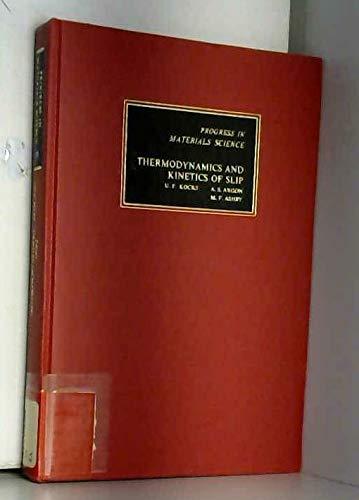 PROGRESS IN
MATERIALS SCIENCE
THERMODYNAMICS AND
KINETICS OF SLIP
U. F. KOCKS A. S. ARGON
M. F. ASHBY